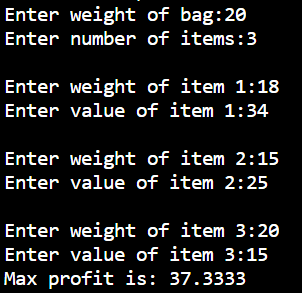 Enter weight of bag:20
Enter number of items:3
Enter weight of item 1:18
Enter value of item 1:34
Enter weight of item 2:15
Enter value of item 2:25
Enter weight of item 3:20
Enter value of item 3:15
Max profit is: 37.3333